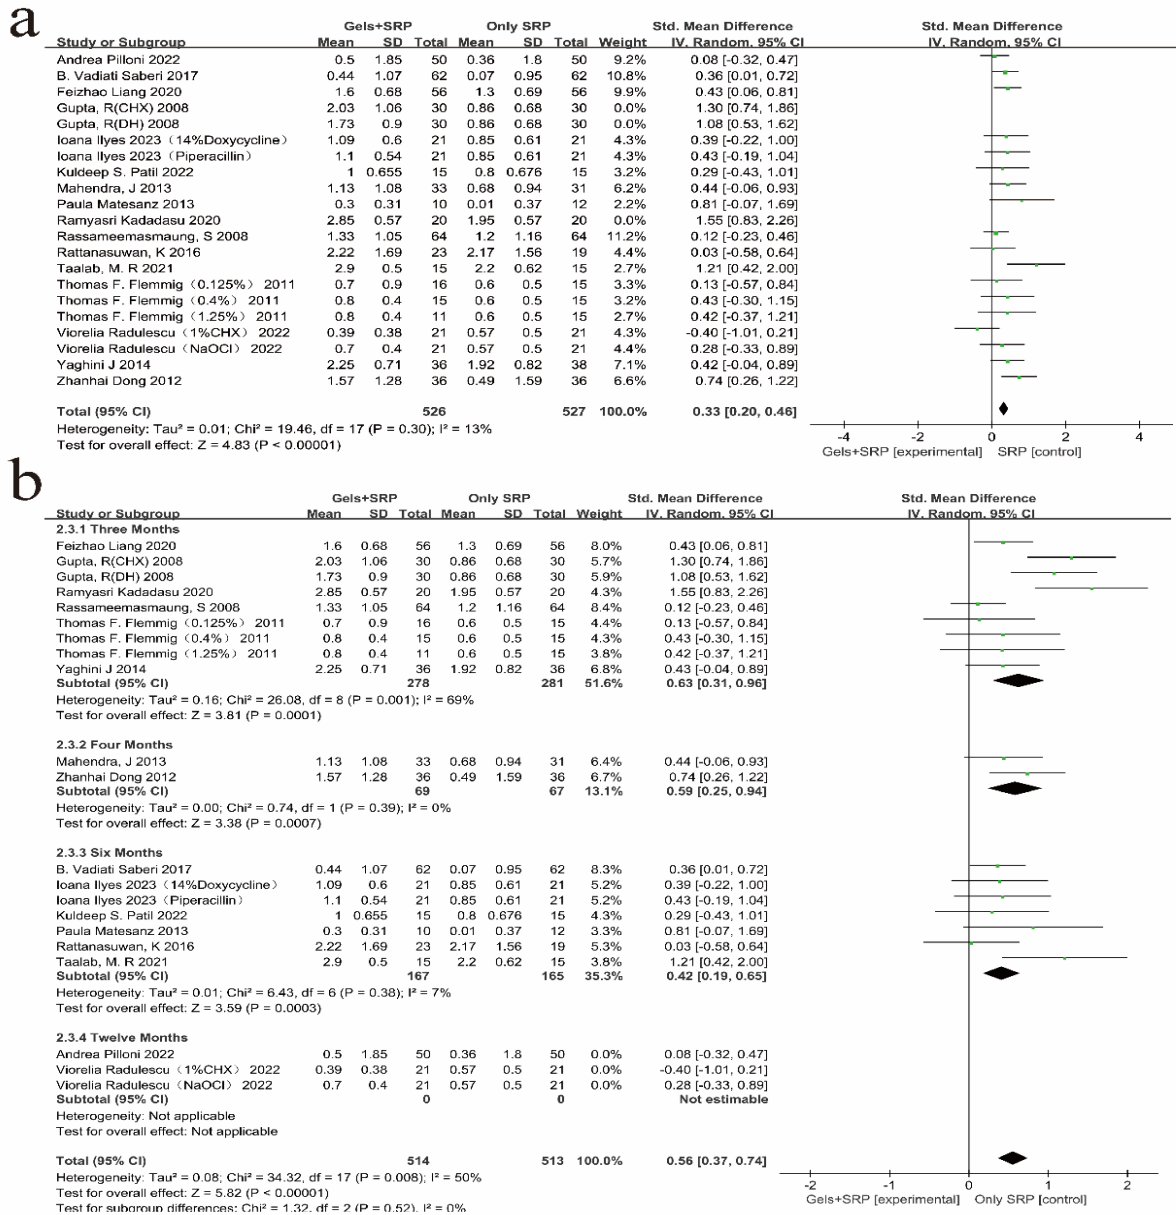 a
Gels+SRP Only SRP Std. Mean Difference Std. Mean Difference
Study or Subgroup Mean SD Total Mean SD Total Weight IV. Random. 95% CI IV. Random. 95% CI
Andrea Pilloni 2022 0.5 1.85 50 0.36 1.8 50 9.2% 0.08 [-0.32, 0.47]
B. Vadiati Saberi 2017 0.44 1.07 62 0.07 0.95 62 10.8% 0.36 [0.01, 0.72]
Feizhao Liang 2020 1.6 0.68 56 1.3 0.69 56 9.9% 0.43 [0.06, 0.81]
Gupta, R(CHX) 2008 2.03 1.06 30 0.86 0.68 30 0.0% 1.30 [0.74, 1.86]
Gupta, R(DH) 2008 1.73 0.9 30 0.86 0.68 30 0.0% 1.08 [0.53, 1.62]
Ioana Ilyes 2023（14%Doxycycline） 1.09 0.6 21 0.85 0.61 21 4.3% 0.39 [-0.22, 1.00]
Ioana Ilyes 2023（Piperacillin） 1.1 0.54 21 0.85 0.61 21 4.3% 0.43 [-0.19, 1.04]
Kuldeep S. Patil 2022 1 0.655 15 0.8 0.676 15 3.2% 0.29 [-0.43, 1.01]
Mahendra, J 2013 1.13 1.08 33 0.68 0.94 31 6.2% 0.44 [-0.06, 0.93]
Paula Matesanz 2013 0.3 0.31 10 0.01 0.37 12 2.2% 0.81 [-0.07, 1.69]
Ramyasri Kadadasu 2020 2.85 0.57 20 1.95 0.57 20 0.0% 1.55 [0.83, 2.26]
Rassameemasmaung, S 2008 1.33 1.05 64 1.2 1.16 64 11.2% 0.12 [-0.23, 0.46]
Rattanasuwan, K 2016 2.22 1.69 23 2.17 1.56 19 4.4% 0.03 [-0.58, 0.64]
Taalab, M. R 2021 2.9 0.5 15 2.2 0.62 15 2.7% 1.21 [0.42, 2.00]
Thomas F. Flemmig（0.125%）2011 0.7 0.9 16 0.6 0.5 15 3.3% 0.13 [-0.57, 0.84]
Thomas F. Flemmig（0.4%）2011 0.8 0.4 15 0.6 0.5 15 3.2% 0.43 [-0.30, 1.15]
Thomas F. Flemmig（1.25%）2011 0.8 0.4 11 0.6 0.5 15 2.7% 0.42 [-0.37, 1.21]
Viorelia Radulescu（1%CHX）2022 0.39 0.38 21 0.57 0.5 21 4.3% -0.40 [-1.01, 0.21]
Viorelia Radulescu（NaOCl）2022 0.7 0.4 21 0.57 0.5 21 4.4% 0.28 [-0.33, 0.89]
Yaghini J 2014 2.25 0.71 36 1.92 0.82 38 7.1% 0.42 [-0.04, 0.89]
Zhanhai Dong 2012 1.57 1.28 36 0.49 1.59 36 6.6% 0.74 [0.26, 1.22]
Total (95% CI) 526 527 100.0% 0.33 [0.20, 0.46]
Heterogeneity: Tau² = 0.01; Chi² = 19.46, df = 17 (P = 0.30); I² = 13%
Test for overall effect: Z = 4.83 (P < 0.00001)
-4 -2 0 2 4
Gels+SRP [experimental] SRP [control]
b
Gels+SRP Only SRP Std. Mean Difference Std. Mean Difference
Study or Subgroup Mean SD Total Mean SD Total Weight IV. Random. 95% CI IV. Random. 95% CI
2.3.1 Three Months
Feizhao Liang 2020 1.6 0.68 56 1.3 0.69 56 8.0% 0.43 [0.06, 0.81]
Gupta, R(CHX) 2008 2.03 1.06 30 0.86 0.68 30 5.7% 1.30 [0.74, 1.86]
Gupta, R(DH) 2008 1.73 0.9 30 0.86 0.68 30 5.9% 1.08 [0.53, 1.62]
Ramyasri Kadadasu 2020 2.85 0.57 20 1.95 0.57 20 4.3% 1.55 [0.83, 2.26]
Rassameemasmaung, S 2008 1.33 1.05 64 1.2 1.16 64 8.4% 0.12 [-0.23, 0.46]
Thomas F. Flemmig（0.125%）2011 0.7 0.9 16 0.6 0.5 15 4.4% 0.13 [-0.57, 0.84]
Thomas F. Flemmig（0.4%）2011 0.8 0.4 15 0.6 0.5 15 4.3% 0.43 [-0.30, 1.15]
Thomas F. Flemmig（1.25%）2011 0.8 0.4 11 0.6 0.5 15 3.8% 0.42 [-0.37, 1.21]
Yaghini J 2014 2.25 0.71 36 1.92 0.82 36 6.8% 0.43 [-0.04, 0.89]
Subtotal (95% CI) 278 281 51.6% 0.63 [0.31, 0.96]
Heterogeneity: Tau² = 0.16; Chi² = 26.08, df = 8 (P = 0.001); I² = 69%
Test for overall effect: Z = 3.81 (P = 0.0001)
2.3.2 Four Months
Mahendra, J 2013 1.13 1.08 33 0.68 0.94 31 6.4% 0.44 [-0.06, 0.93]
Zhanhai Dong 2012 1.57 1.28 36 0.49 1.59 36 6.7% 0.74 [0.26, 1.22]
Subtotal (95% CI) 69 67 13.1% 0.59 [0.25, 0.94]
Heterogeneity: Tau² = 0.00; Chi² = 0.74, df = 1 (P = 0.39); I² = 0%
Test for overall effect: Z = 3.38 (P = 0.0007)
2.3.3 Six Months
B. Vadiati Saberi 2017 0.44 1.07 62 0.07 0.95 62 8.3% 0.36 [0.01, 0.72]
Ioana Ilyes 2023（14%Doxycycline） 1.09 0.6 21 0.85 0.61 21 5.2% 0.39 [-0.22, 1.00]
Ioana Ilyes 2023（Piperacillin） 1.1 0.54 21 0.85 0.61 21 5.2% 0.43 [-0.19, 1.04]
Kuldeep S. Patil 2022 1 0.655 15 0.8 0.676 15 4.3% 0.29 [-0.43, 1.01]
Paula Matesanz 2013 0.3 0.31 10 0.01 0.37 12 3.2% 0.81 [-0.07, 1.69]
Rattanasuwan, K 2016 2.22 1.69 23 2.17 1.56 19 5.3% 0.03 [-0.58, 0.64]
Taalab, M. R 2021 2.9 0.5 15 2.2 0.62 15 3.8% 1.21 [0.42, 2.00]
Subtotal (95% CI) 167 165 35.3% 0.42 [0.19, 0.65]
Heterogeneity: Tau² = 0.01; Chi² = 6.43, df = 6 (P = 0.38); I² = 7%
Test for overall effect: Z = 3.59 (P = 0.0003)
2.3.4 Twelve Months
Andrea Pilloni 2022 0.5 1.85 50 0.36 1.8 50 0.0% 0.08 [-0.32, 0.47]
Viorelia Radulescu（1%CHX）2022 0.39 0.38 21 0.57 0.5 21 0.0% -0.40 [-1.01, 0.21]
Viorelia Radulescu（NaOCl）2022 0.7 0.4 21 0.57 0.5 21 0.0% 0.28 [-0.33, 0.89]
Subtotal (95% CI) 0 0 Not estimable
Heterogeneity: Not applicable
Test for overall effect: Not applicable
Total (95% CI) 514 513 100.0% 0.56 [0.37, 0.74]
Heterogeneity: Tau² = 0.08; Chi² = 34.32, df = 17 (P = 0.008); I² = 50%
Test for overall effect: Z = 5.82 (P < 0.00001)
Test for subgroup differences: Chi² = 1.32, df = 2 (P = 0.52), I² = 0%
-2 -1 0 1 2
Gels+SRP [experimental] Only SRP [control]